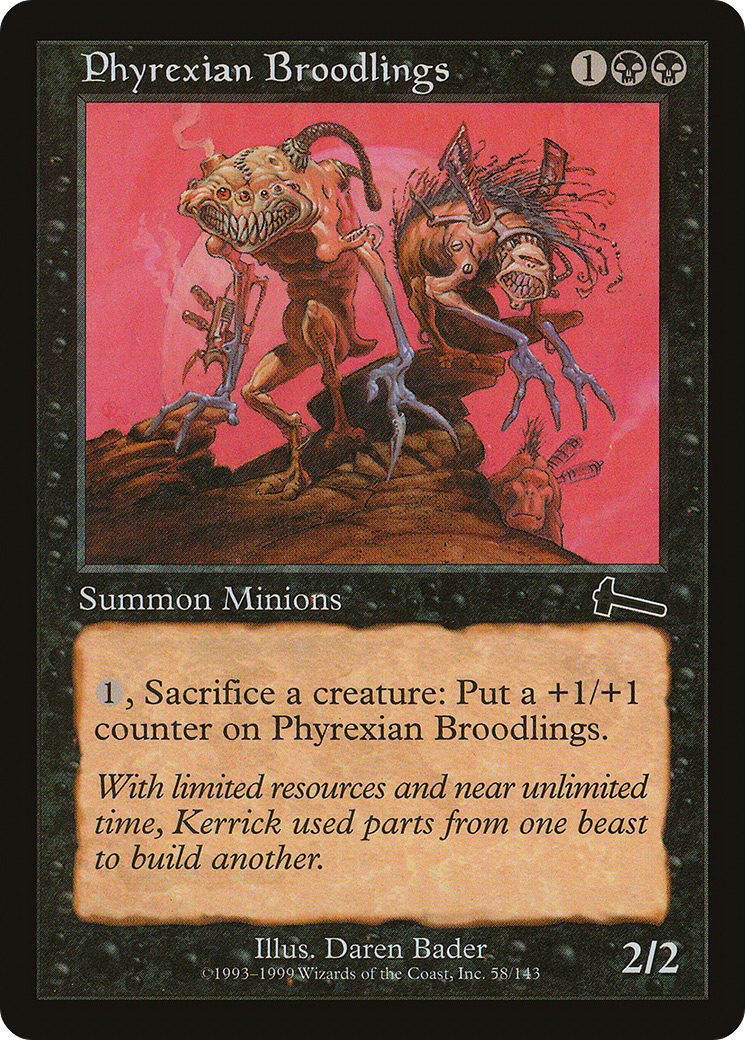 Phyrexian Broodlings 1
Summon Minions
1, Sacrifice a creature: Put a +1/+1
counter on Phyrexian Broodlings.
With limited resources and near unlimited
time, Kerrick used parts from one beast
to build another.
Illus. Daren Bader
©1993–1999 Wizards of the Coast, Inc. 58/143
2/2